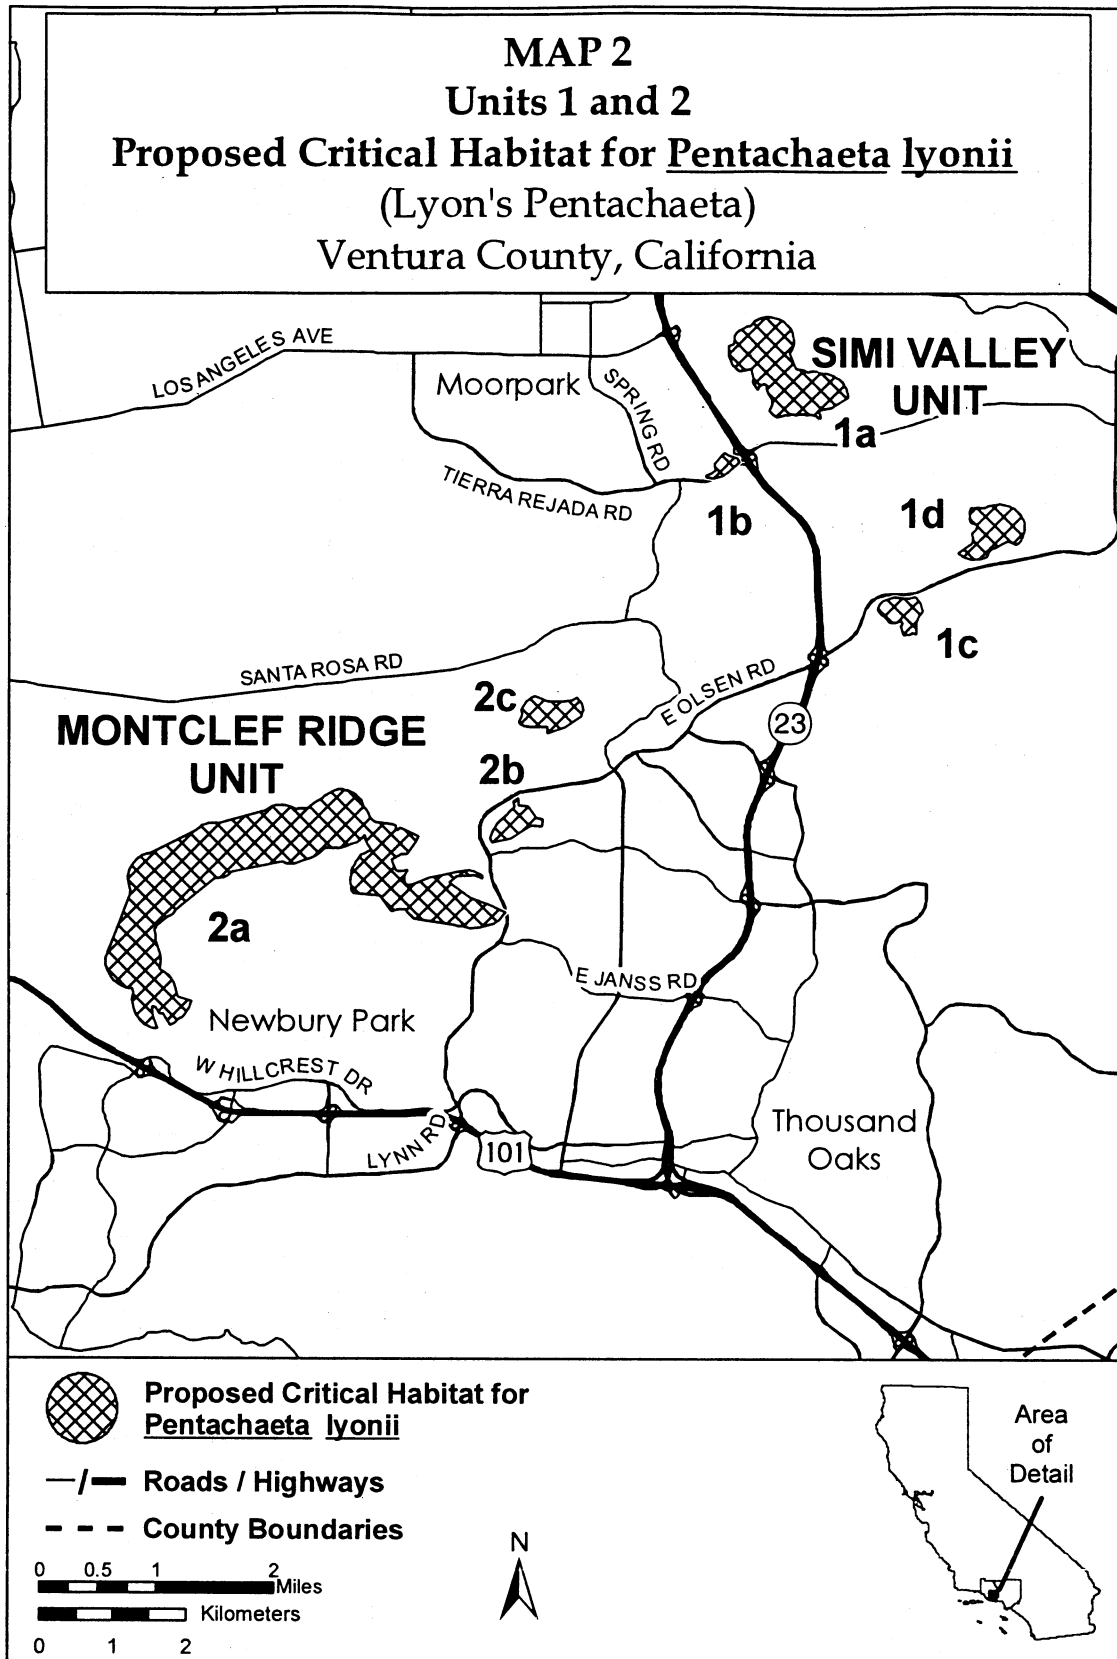 MAP 2
Units 1 and 2
Proposed Critical Habitat for Pentachaeta lyonii
(Lyon's Pentachaeta)
Ventura County, California
LOS ANGELES AVE
Moorpark
SPRING RD
SIMI VALLEY
UNIT
1a
TIERRA REJADA RD
1b
1d
1c
SANTA ROSA RD
2c
E OLSEN RD
23
MONTCLEF RIDGE
UNIT
2b
2a
E JANSS RD
Newbury Park
W HILLCREST DR
LYNN RD
101
Thousand
Oaks
Proposed Critical Habitat for
Pentachaeta lyonii
Roads / Highways
County Boundaries
0 0.5 1 2
Miles
Kilometers
0 1 2
N
Area
of
Detail